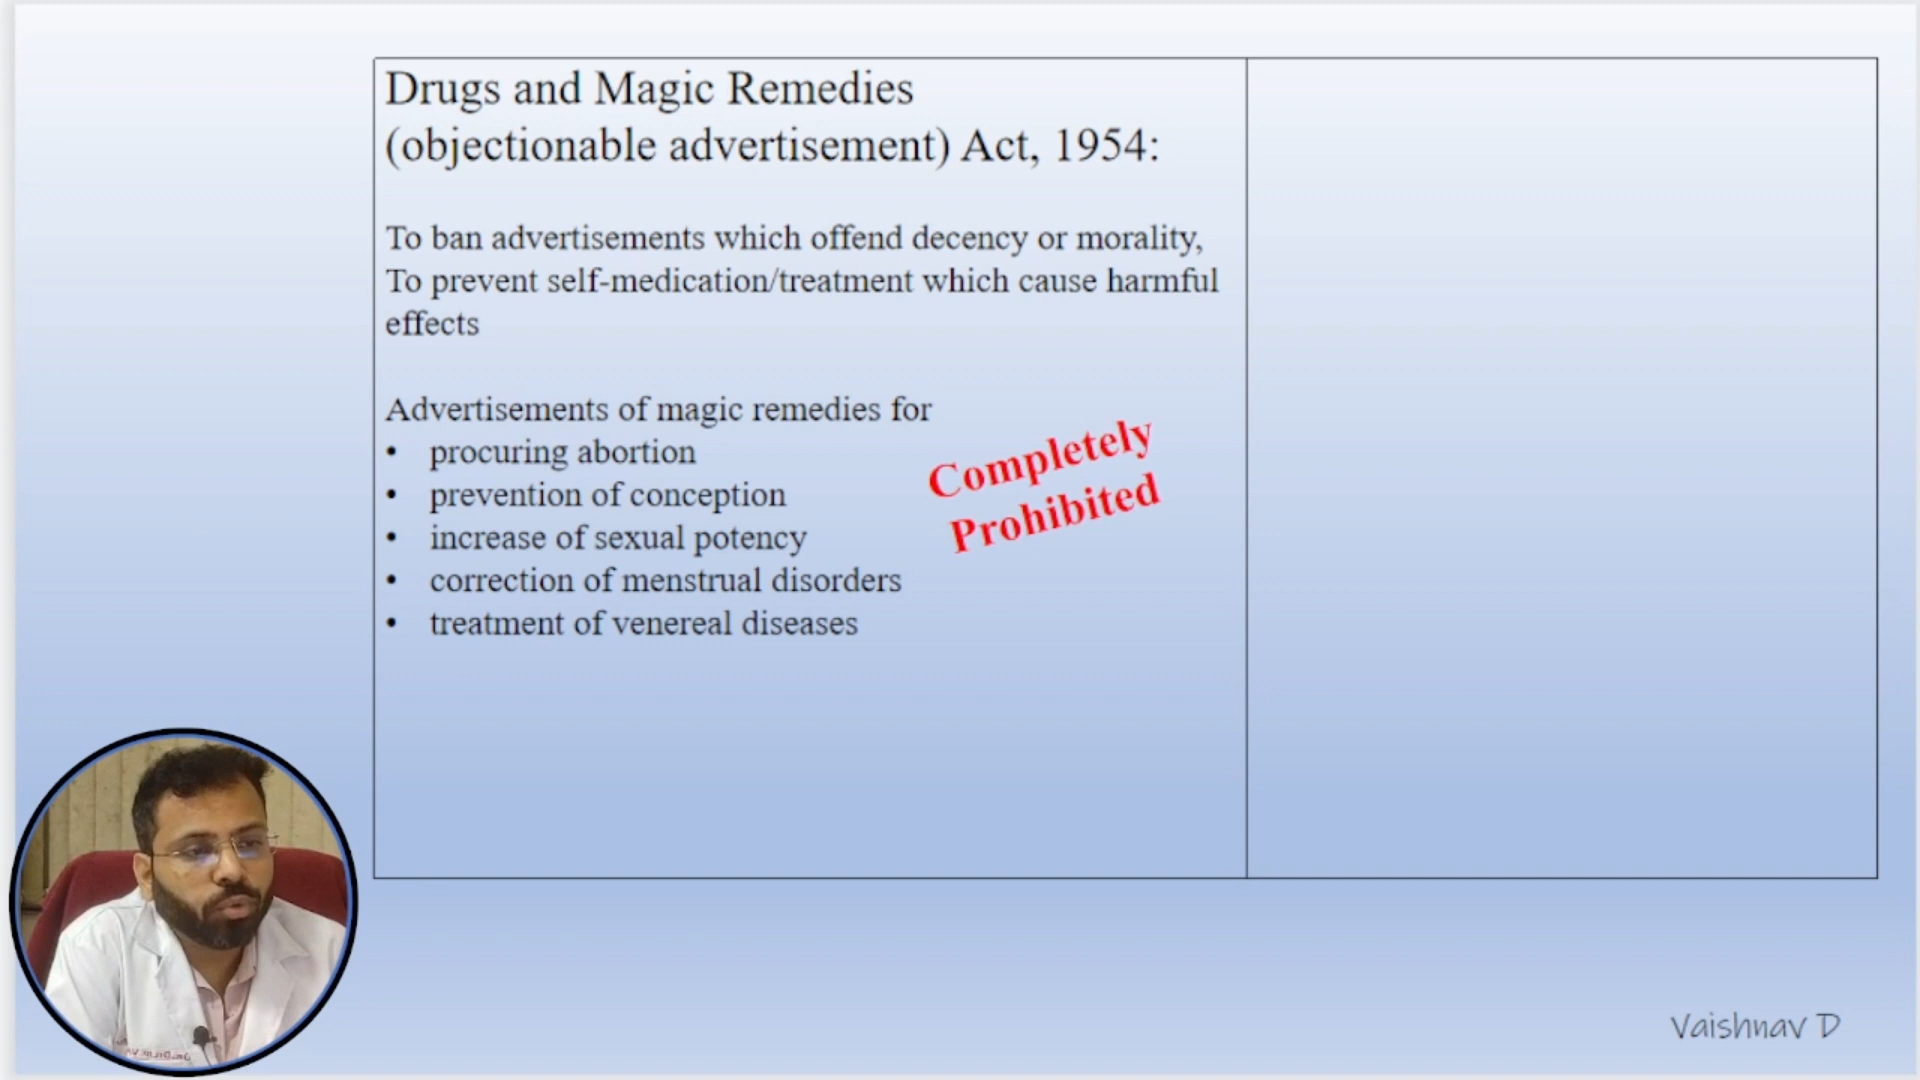 Drugs and Magic Remedies
(objectionable advertisement) Act, 1954:
To ban advertisements which offend decency or morality,
To prevent self-medication/treatment which cause harmful
effects
Advertisements of magic remedies for
• procuring abortion
• prevention of conception
• increase of sexual potency
• correction of menstrual disorders
• treatment of venereal diseases
Completely
Prohibited
Vaishnav D